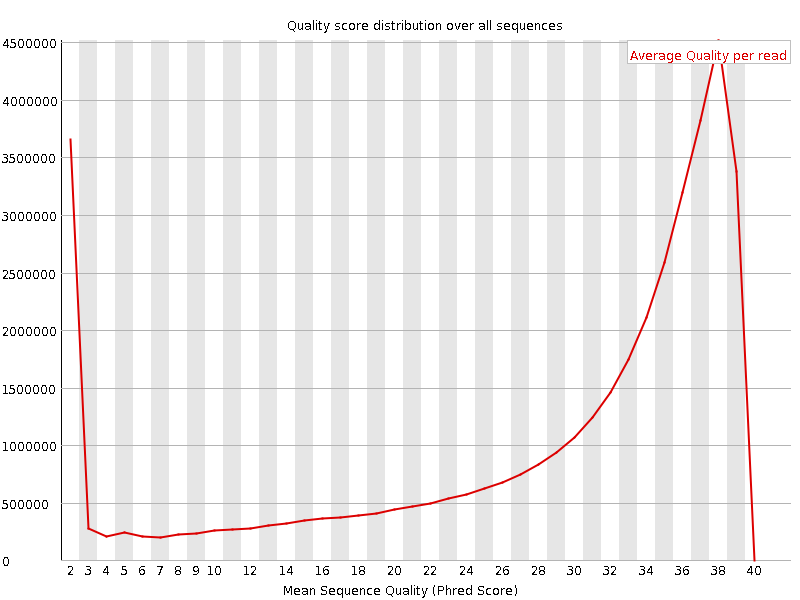 Quality score distribution over all sequences
Average Quality per read
4500000
4000000
3500000
3000000
2500000
2000000
1500000
1000000
500000
0
2 3 4 5 6 7 8 9 10 12 14 16 18 20 22 24 26 28 30 32 34 36 38 40
Mean Sequence Quality (Phred Score)